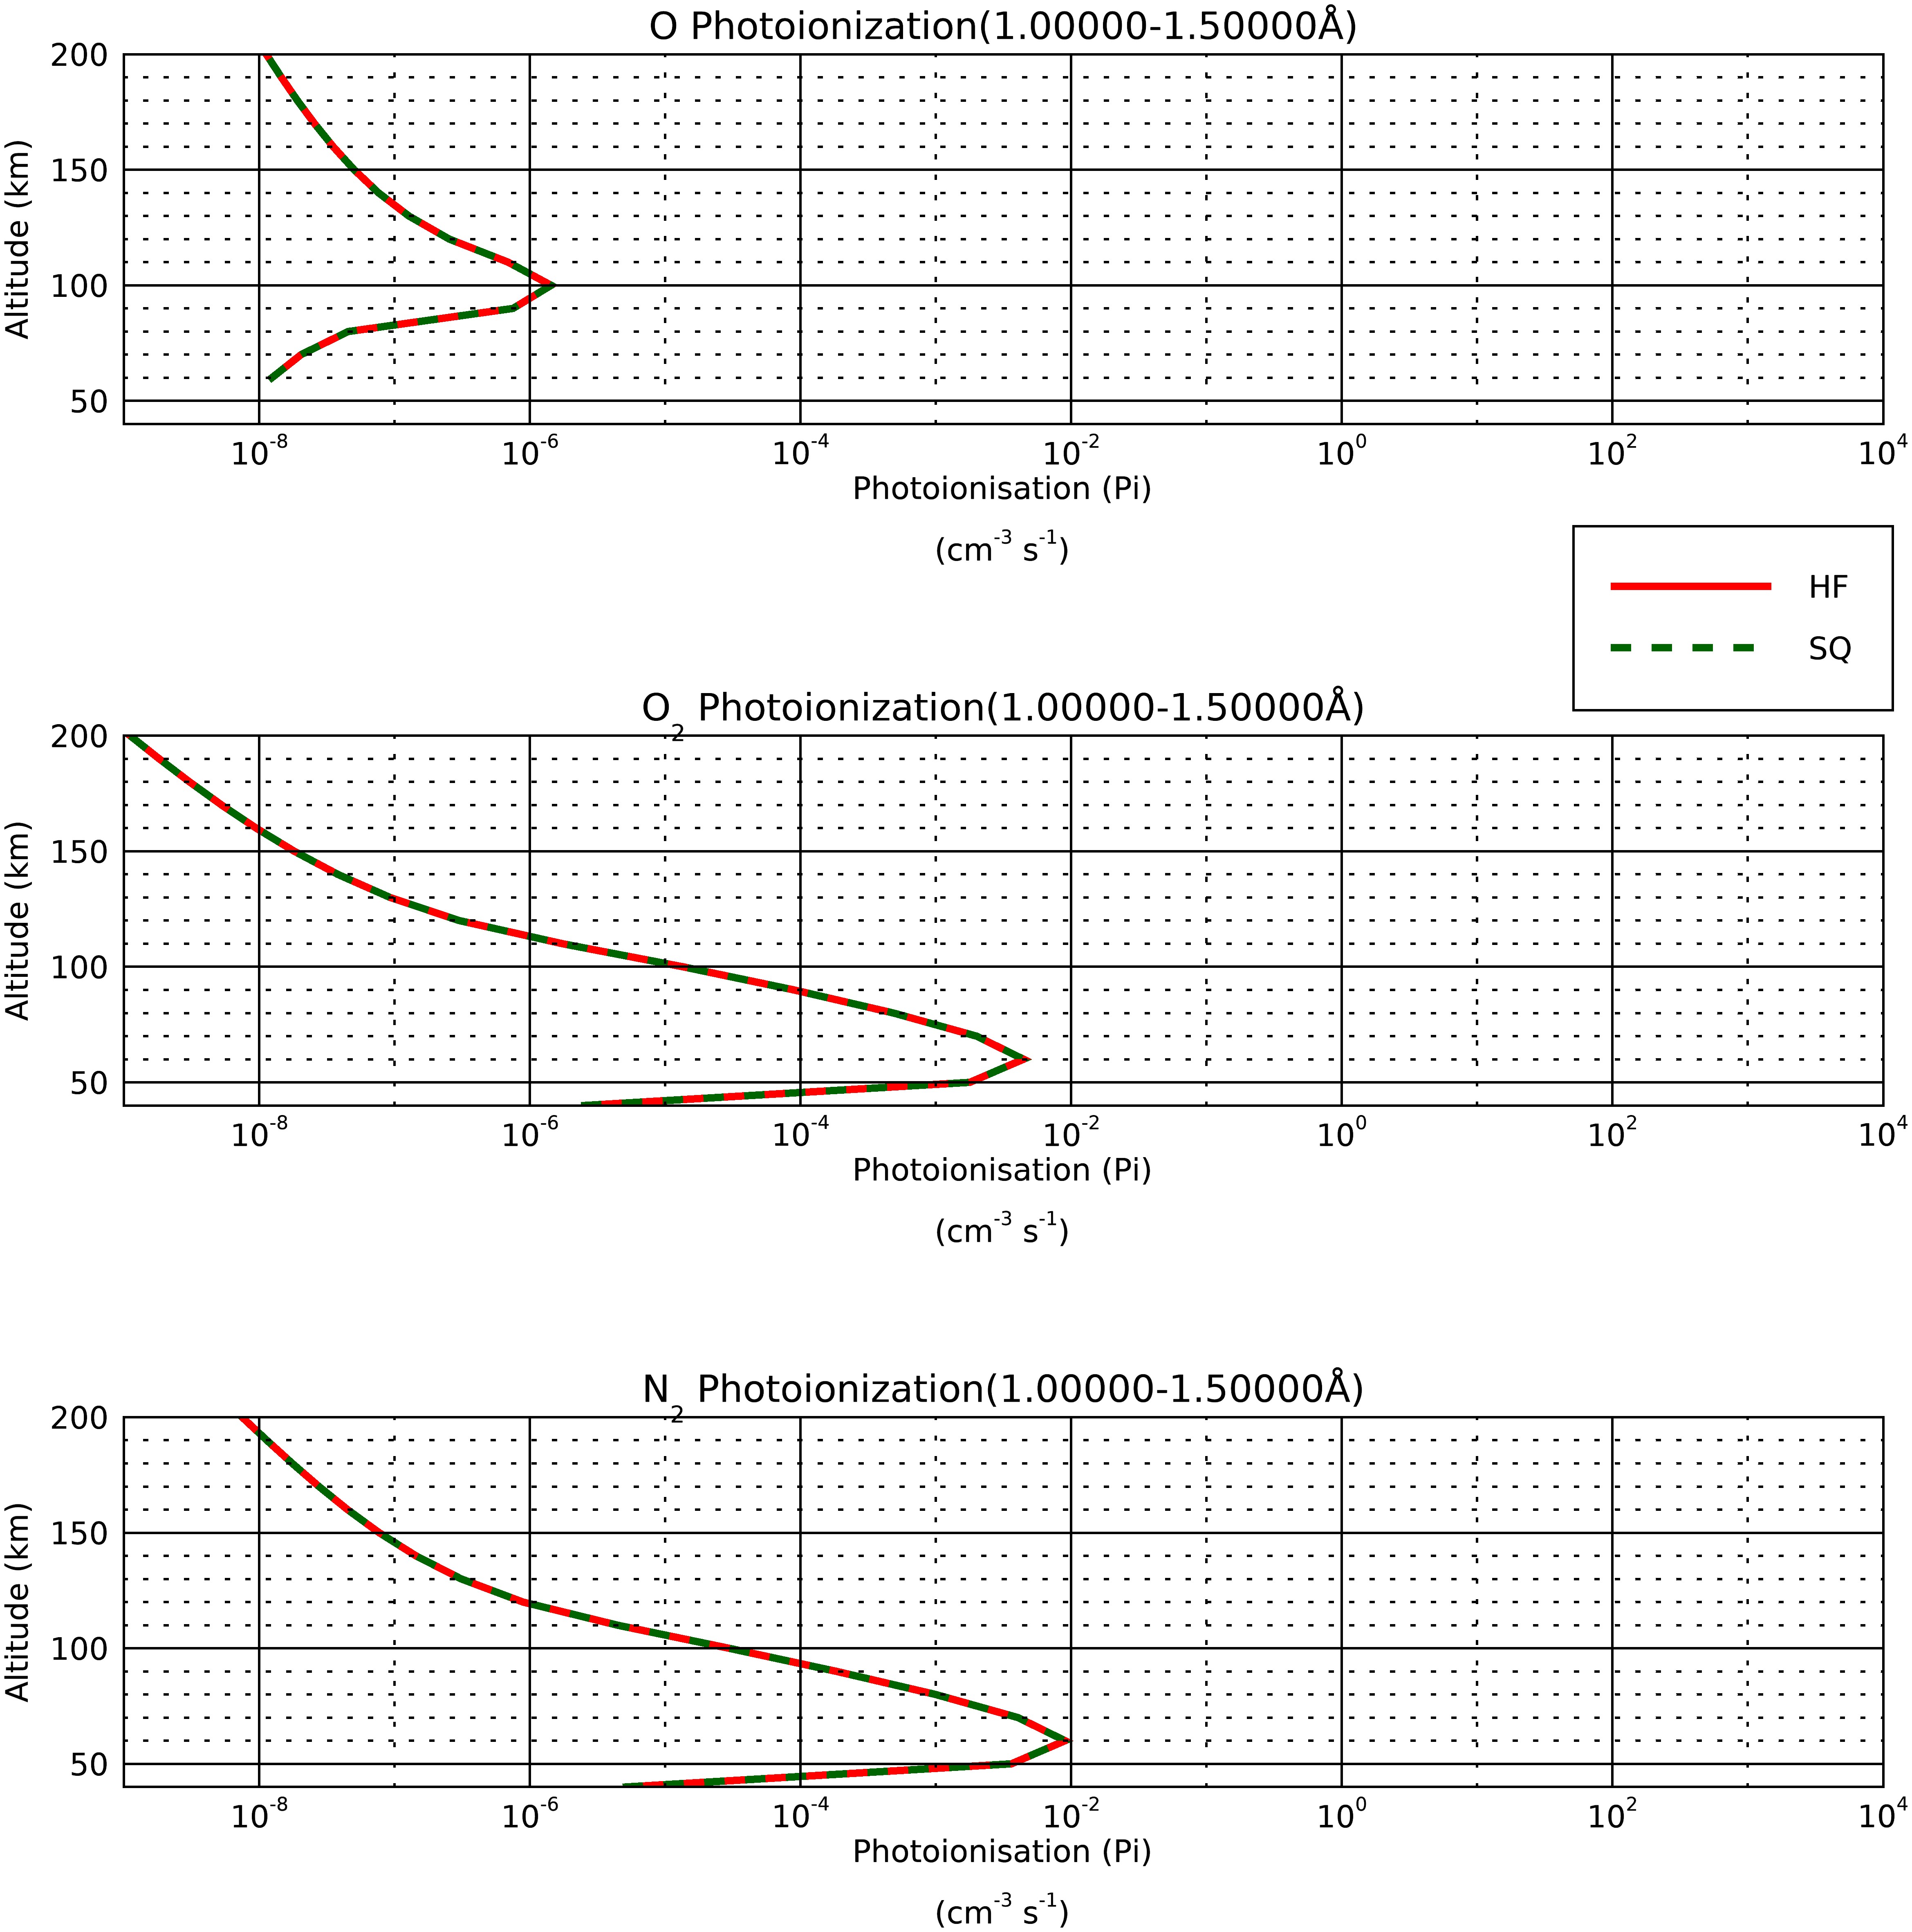 O Photoionization(1.00000-1.50000Å)
200
150
100
50
Altitude (km)
10⁻⁸ 10⁻⁶ 10⁻⁴ 10⁻² 10⁰ 10² 10⁴
Photoionisation (Pi)
(cm⁻³ s⁻¹)
HF
SQ
O₂ Photoionization(1.00000-1.50000Å)
200
150
100
50
Altitude (km)
10⁻⁸ 10⁻⁶ 10⁻⁴ 10⁻² 10⁰ 10² 10⁴
Photoionisation (Pi)
(cm⁻³ s⁻¹)
N₂ Photoionization(1.00000-1.50000Å)
200
150
100
50
Altitude (km)
10⁻⁸ 10⁻⁶ 10⁻⁴ 10⁻² 10⁰ 10² 10⁴
Photoionisation (Pi)
(cm⁻³ s⁻¹)